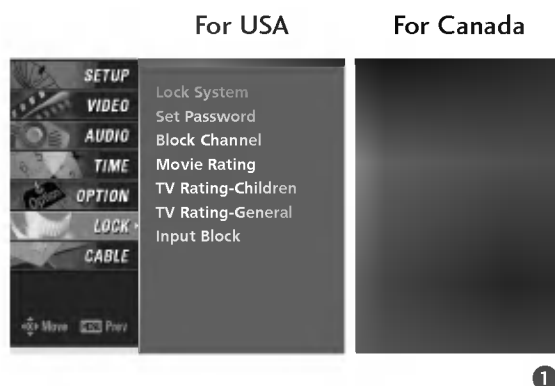 For USA
For Canada
SETUP
VIDEO
AUDIO
TIME
OPTION
LOCK
CABLE
Move MENU Prev
Lock System
Set Password
Block Channel
Movie Rating
TV Rating-Children
TV Rating-General
Input Block
1